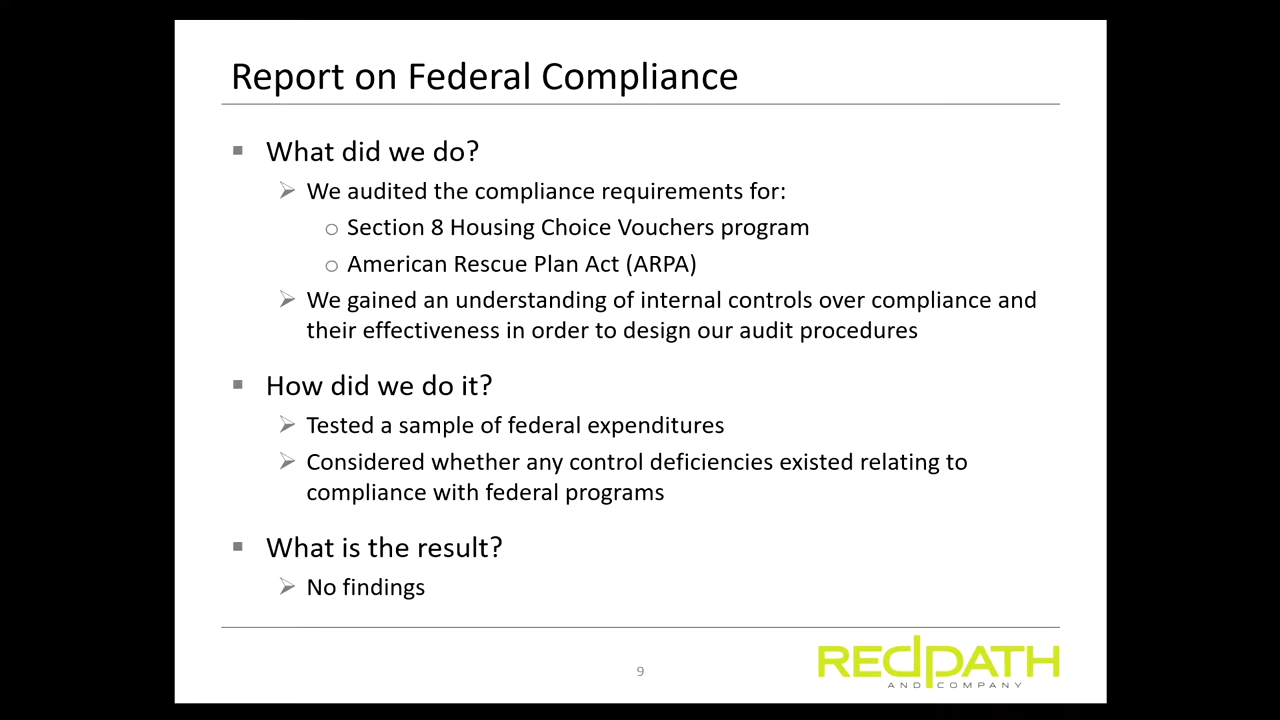 Report on Federal Compliance
What did we do?
We audited the compliance requirements for:
Section 8 Housing Choice Vouchers program
American Rescue Plan Act (ARPA)
We gained an understanding of internal controls over compliance and
their effectiveness in order to design our audit procedures
How did we do it?
Tested a sample of federal expenditures
Considered whether any control deficiencies existed relating to
compliance with federal programs
What is the result?
No findings
9
REDPATH
AND COMPANY